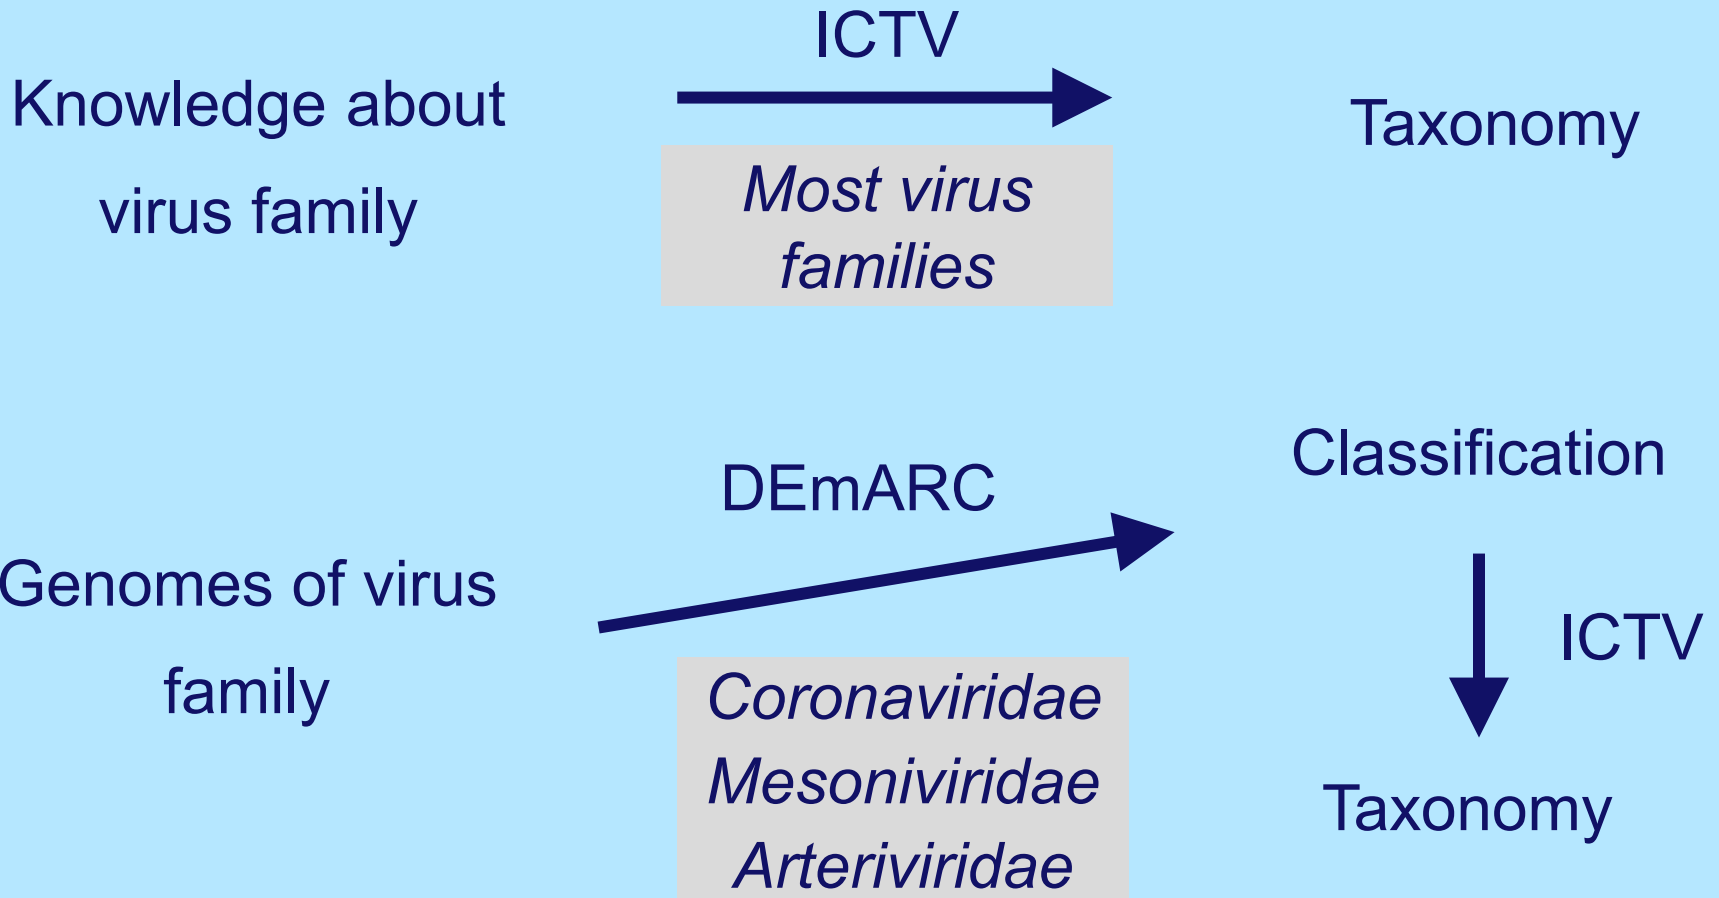 ICTV
Knowledge about
virus family
Taxonomy
Most virus
families
DEmARC
Classification
Genomes of virus
family
ICTV
Coronaviridae
Mesoniviridae
Arteriviridae
Taxonomy